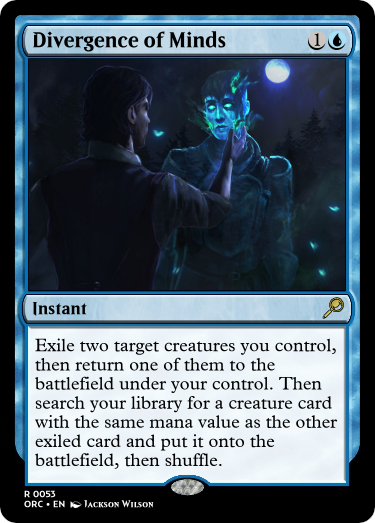 Divergence of Minds 1
Instant
Exile two target creatures you control,
then return one of them to the
battlefield under your control. Then
search your library for a creature card
with the same mana value as the other
exiled card and put it onto the
battlefield, then shuffle.
R 0053
ORC • EN Jackson Wilson